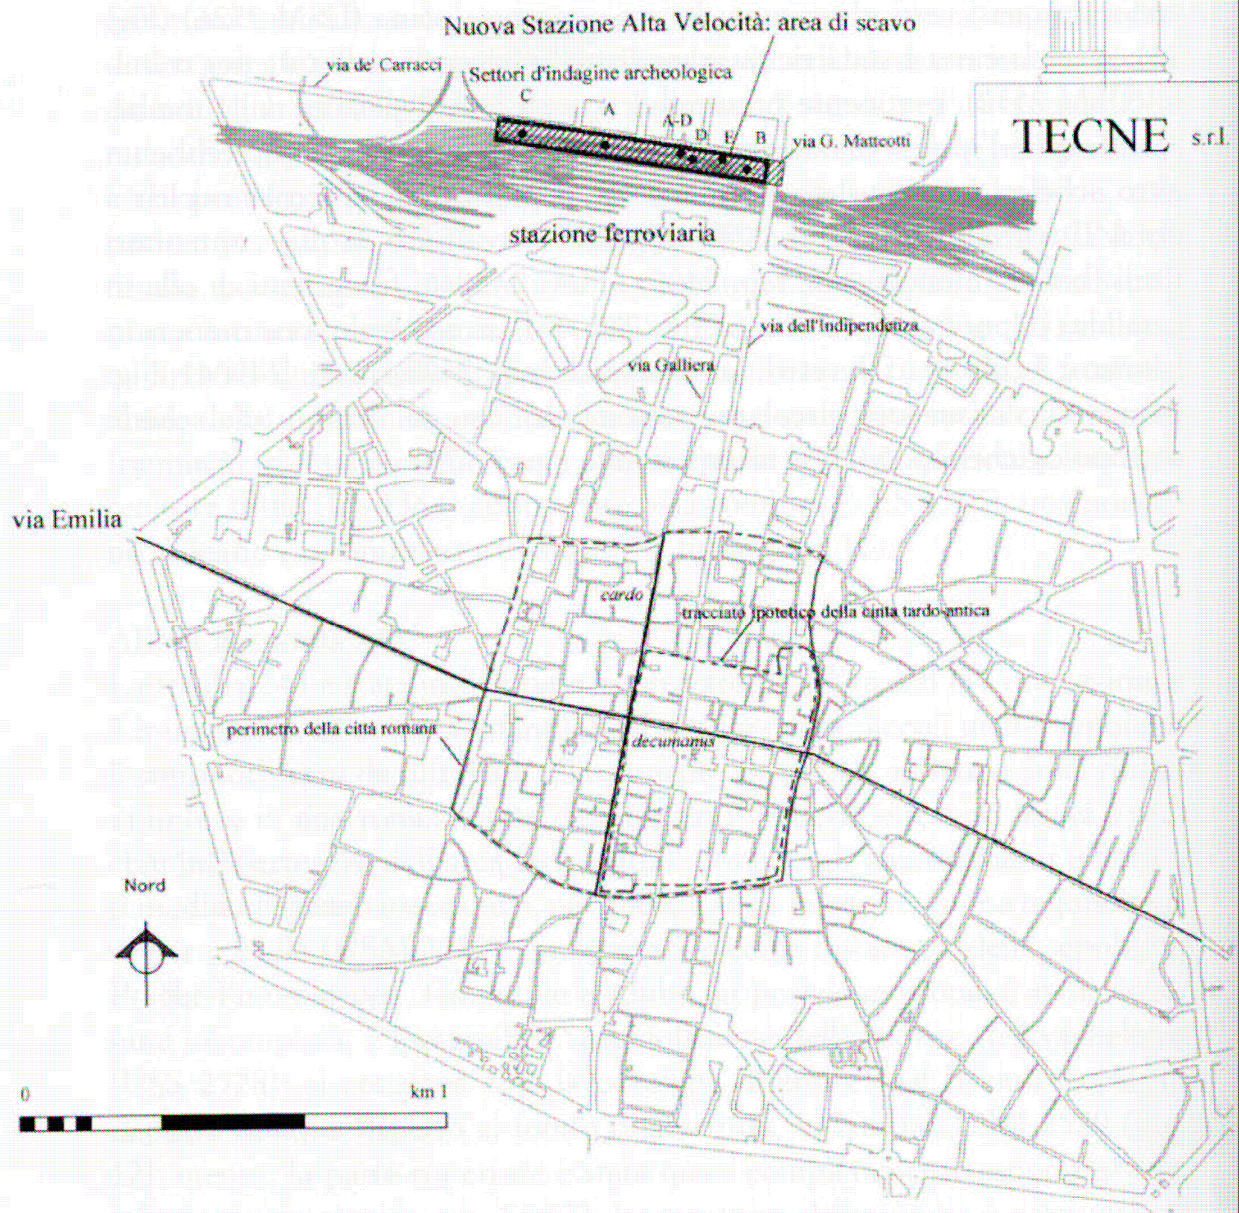 Nuova Stazione Alta Velocità: area di scavo
via de' Carracci
Settori d'indagine archeologica
C
A
A-D
D
E
B
via G. Matteotti
TECNE s.r.l.
stazione ferroviaria
via dell'Indipendenza
via Galliera
via Emilia
cardo
tracciato ipotetico della cinta tardo-antica
perimetro della città romana
decumanus
Nord
0
km 1